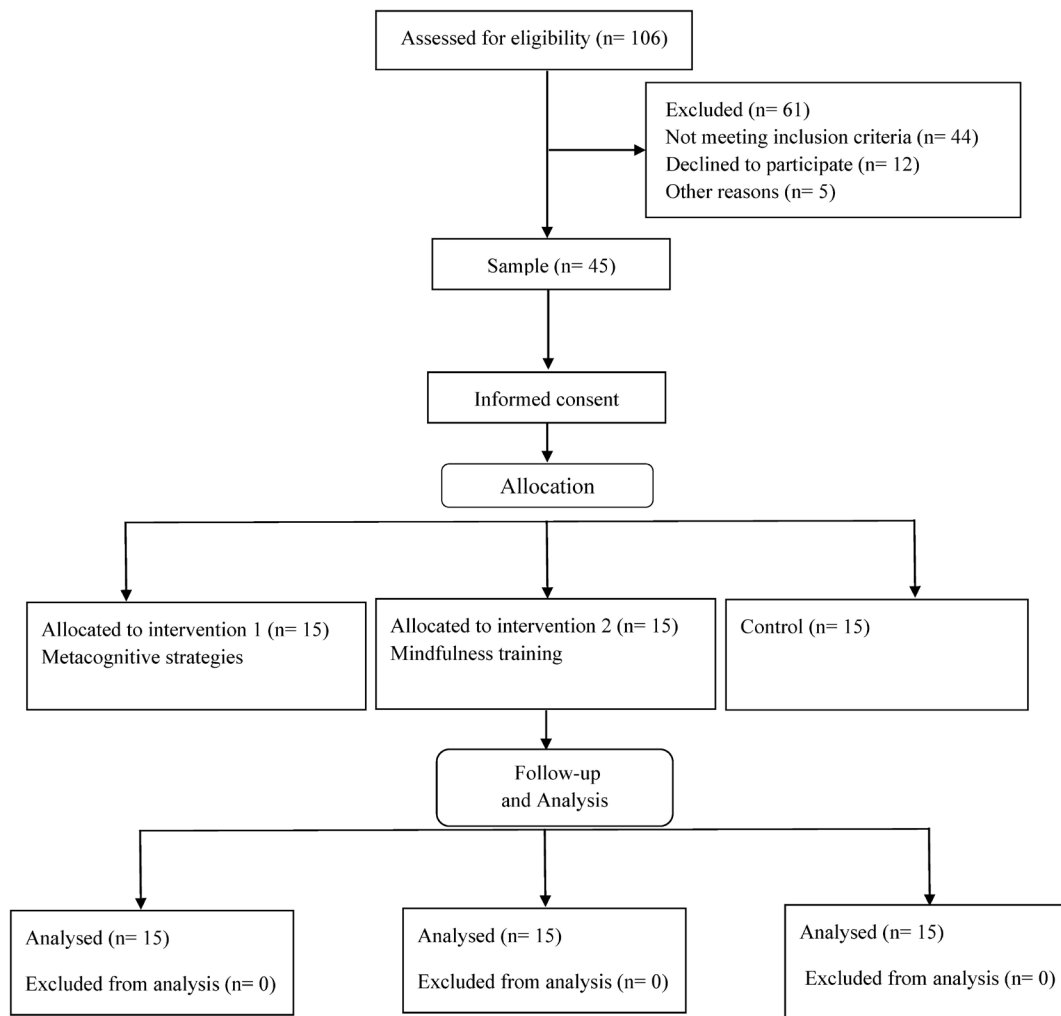 Assessed for eligibility (n= 106)
Excluded (n= 61)
Not meeting inclusion criteria (n= 44)
Declined to participate (n= 12)
Other reasons (n= 5)
Sample (n= 45)
Informed consent
Allocation
Allocated to intervention 1 (n= 15)
Metacognitive strategies
Allocated to intervention 2 (n= 15)
Mindfulness training
Control (n= 15)
Follow-up
and Analysis
Analysed (n= 15)
Excluded from analysis (n= 0)
Analysed (n= 15)
Excluded from analysis (n= 0)
Analysed (n= 15)
Excluded from analysis (n= 0)